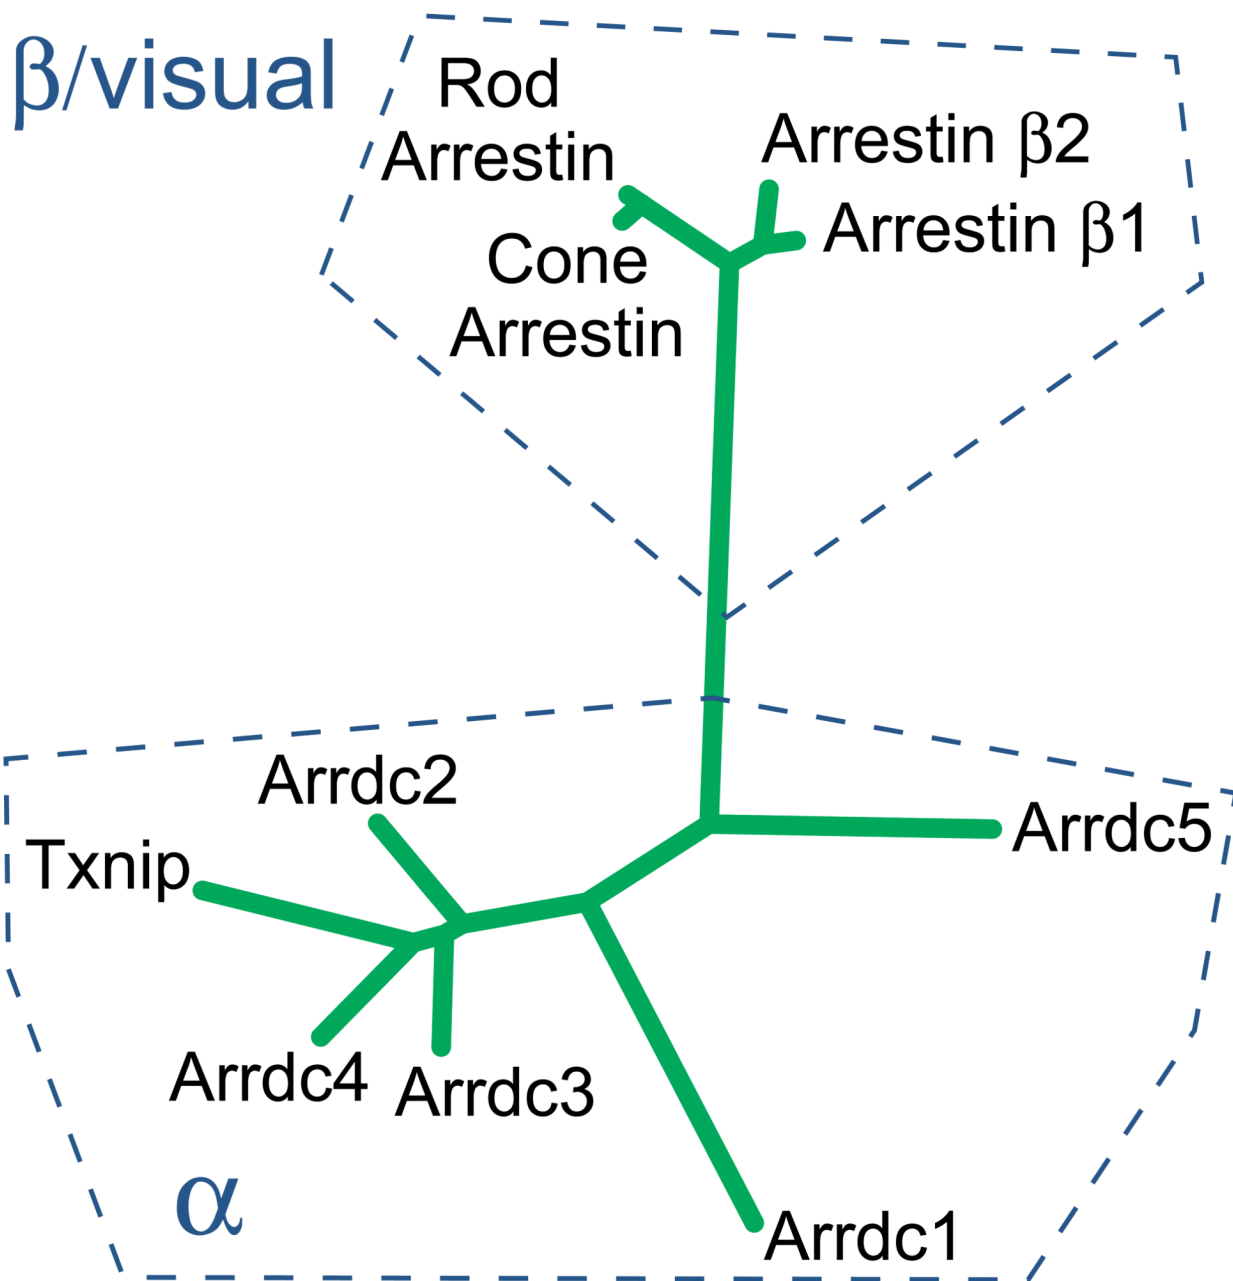 β/visual
Rod
Arrestin
Arrestin β2
Arrestin β1
Cone
Arrestin
Arrdc2
Txnip
Arrdc5
Arrdc4
Arrdc3
α
Arrdc1